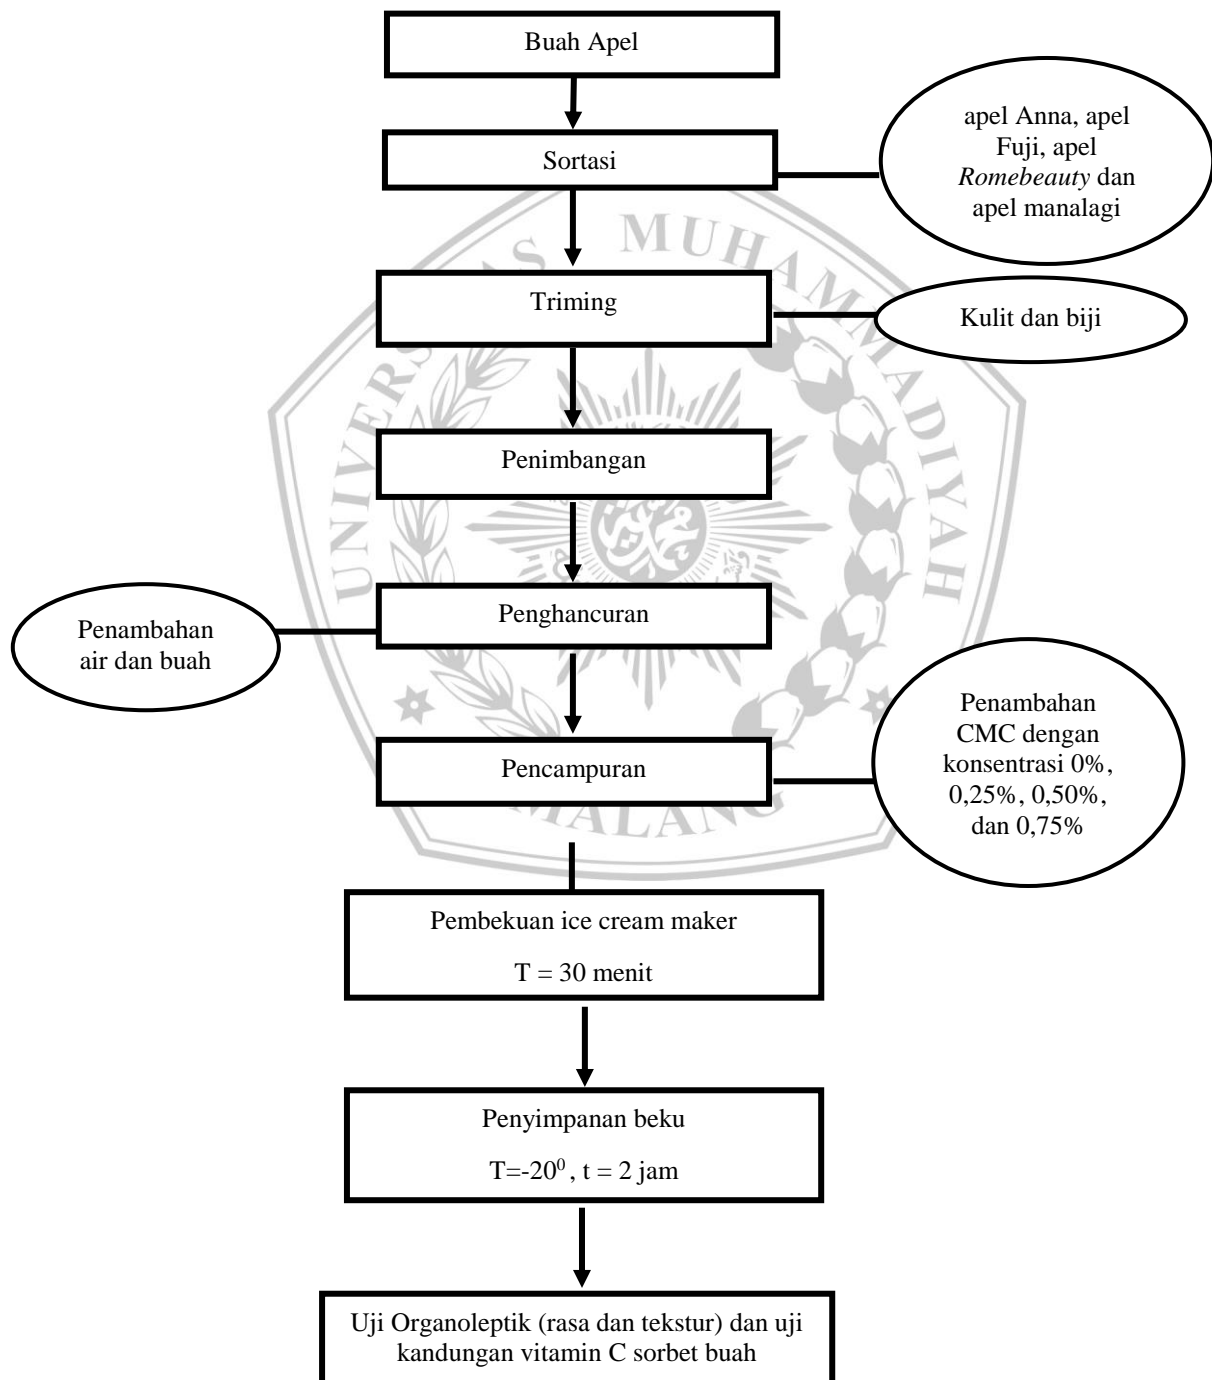 Buah Apel
Sortasi
apel Anna, apel
Fuji, apel
Romebeauty dan
apel manalagi
Triming
Kulit dan biji
Penimbangan
Penghancuran
Penambahan
air dan buah
Pencampuran
Penambahan
CMC dengan
konsentrasi 0%,
0,25%, 0,50%,
dan 0,75%
Pembekuan ice cream maker
T = 30 menit
Penyimpanan beku
T=-20⁰ , t = 2 jam
Uji Organoleptik (rasa dan tekstur) dan uji
kandungan vitamin C sorbet buah
UNIVERSITAS MUHAMMADIYAH
MALANG